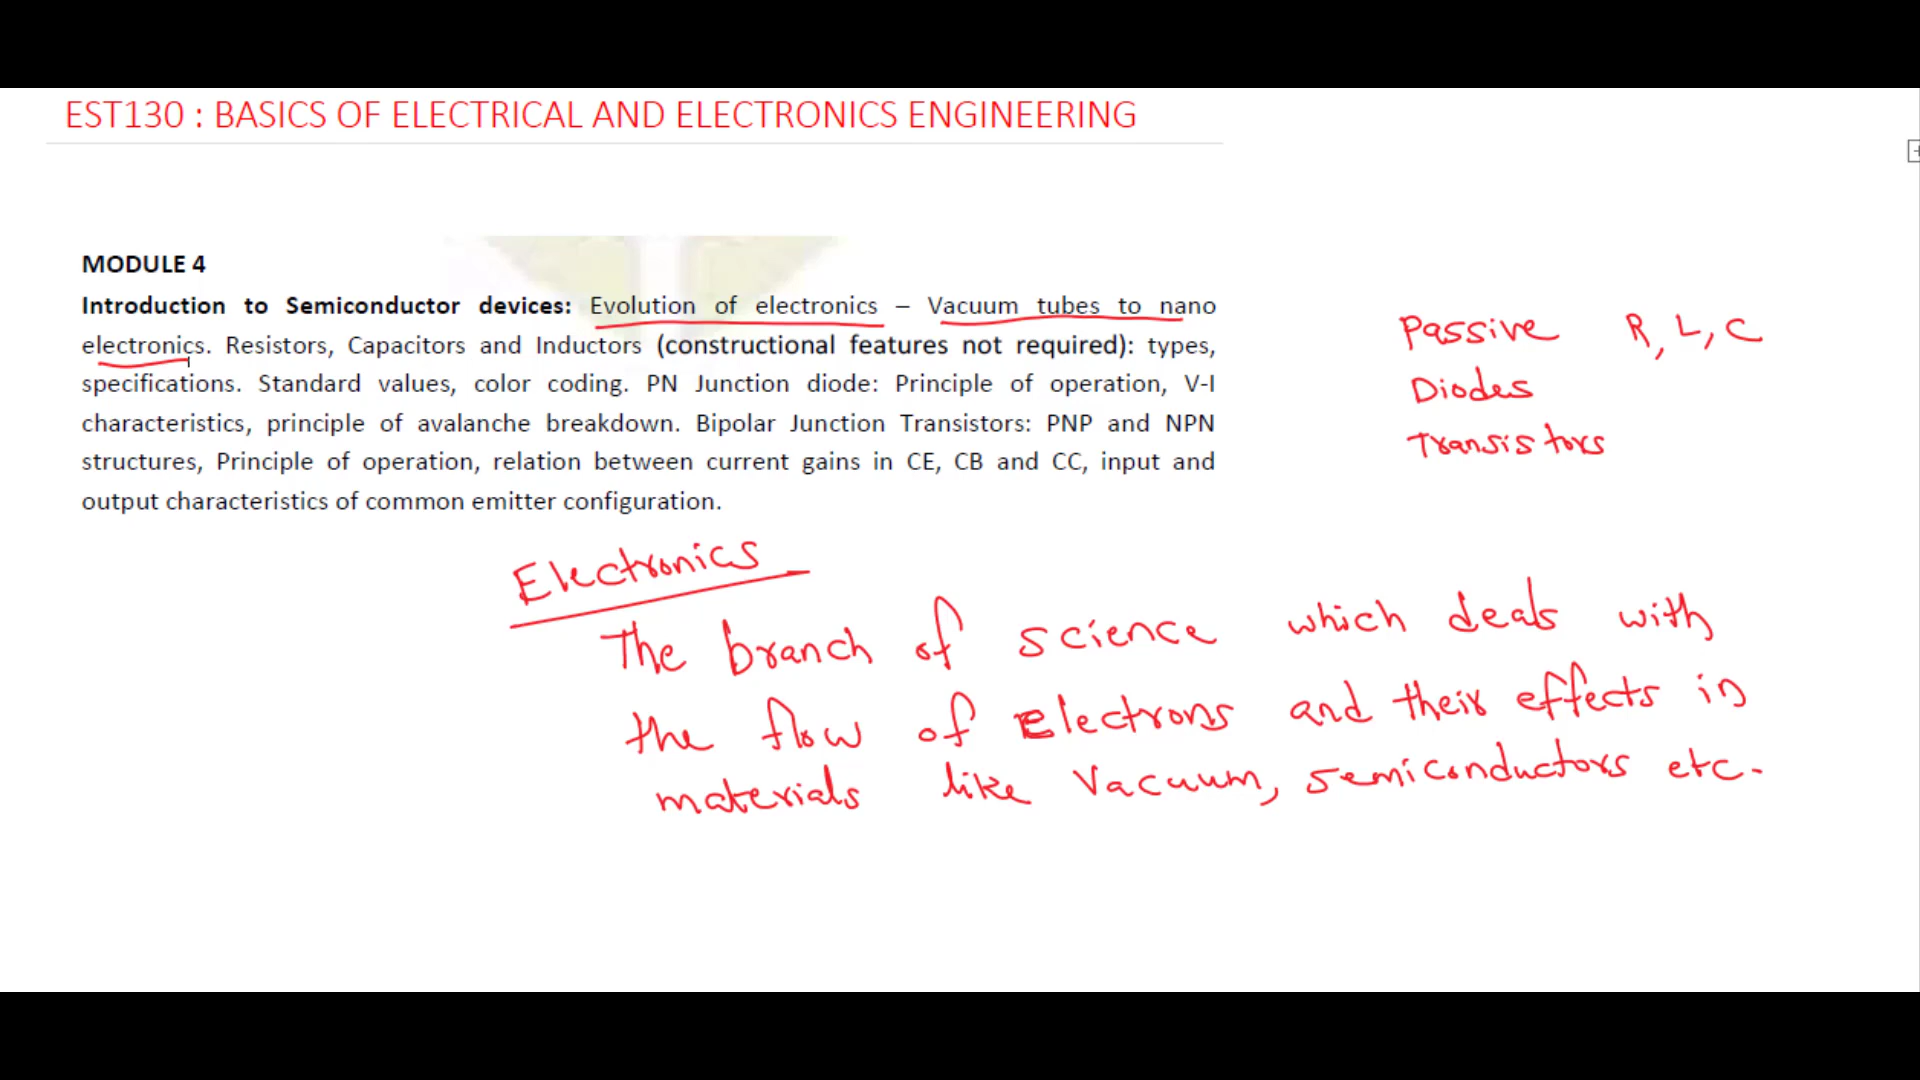 EST130 : BASICS OF ELECTRICAL AND ELECTRONICS ENGINEERING
MODULE 4
Introduction to Semiconductor devices: Evolution of electronics – Vacuum tubes to nano
electronics. Resistors, Capacitors and Inductors (constructional features not required): types,
specifications. Standard values, color coding. PN Junction diode: Principle of operation, V-I
characteristics, principle of avalanche breakdown. Bipolar Junction Transistors: PNP and NPN
structures, Principle of operation, relation between current gains in CE, CB and CC, input and
output characteristics of common emitter configuration.
Passive R, L, C
Diodes
Transistors
Electronics
The branch of science which deals with
the flow of Electrons and their effects in
materials like Vacuum, semiconductors etc.